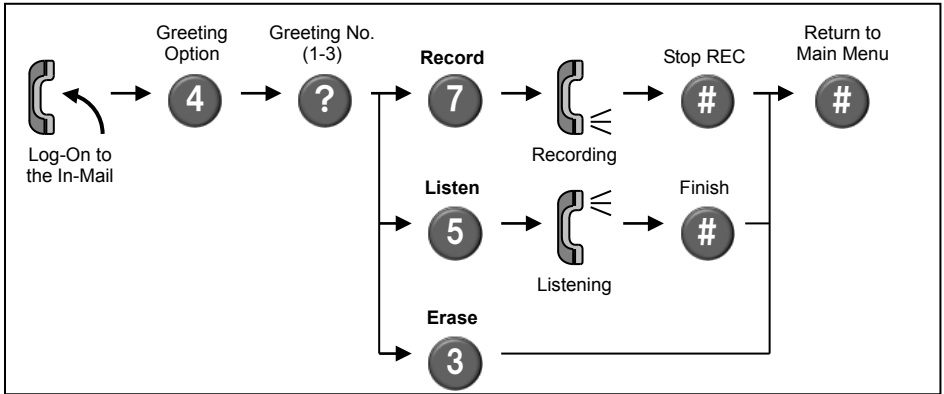 Greeting
Option
Greeting No.
(1-3)
Record
Stop REC
Return to
Main Menu
4
?
7
#
#
Log-On to
the In-Mail
Recording
Listen
Finish
5
#
Listening
Erase
3